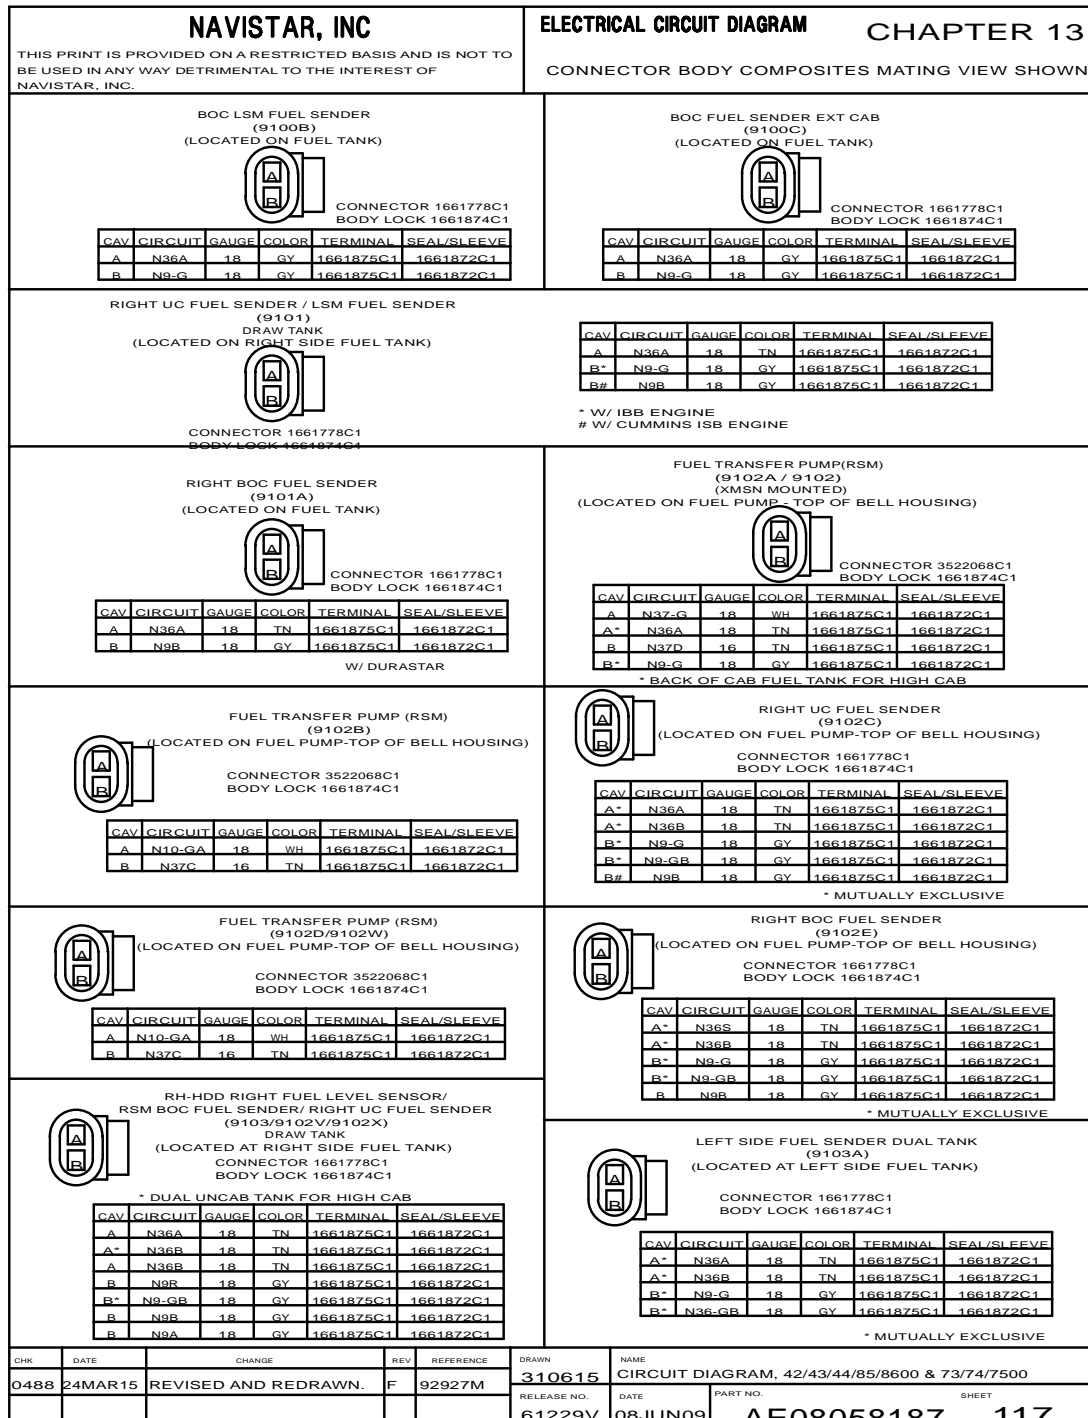 NAVISTAR, INC
THIS PRINT IS PROVIDED ON A RESTRICTED BASIS AND IS NOT TO
BE USED IN ANY WAY DETRIMENTAL TO THE INTEREST OF
NAVISTAR, INC.
ELECTRICAL CIRCUIT DIAGRAM
CHAPTER 13
CONNECTOR BODY COMPOSITES MATING VIEW SHOWN
BOC LSM FUEL SENDER
(9100B)
(LOCATED ON FUEL TANK)
A
B
CONNECTOR 1661778C1
BODY LOCK 1661874C1
CAV CIRCUIT GAUGE COLOR TERMINAL SEAL/SLEEVE
A N36A 18 GY 1661875C1 1661872C1
B N9-G 18 GY 1661875C1 1661872C1
BOC FUEL SENDER EXT CAB
(9100C)
(LOCATED ON FUEL TANK)
A
B
CONNECTOR 1661778C1
BODY LOCK 1661874C1
CAV CIRCUIT GAUGE COLOR TERMINAL SEAL/SLEEVE
A N36A 18 GY 1661875C1 1661872C1
B N9-G 18 GY 1661875C1 1661872C1
RIGHT UC FUEL SENDER / LSM FUEL SENDER
(9101)
DRAW TANK
(LOCATED ON RIGHT SIDE FUEL TANK)
A
B
CONNECTOR 1661778C1
BODY LOCK 1661874C1
CAV CIRCUIT GAUGE COLOR TERMINAL SEAL/SLEEVE
A N36A 18 TN 1661875C1 1661872C1
B* N9-G 18 GY 1661875C1 1661872C1
B# N9B 18 GY 1661875C1 1661872C1
* W/ IBB ENGINE
# W/ CUMMINS ISB ENGINE
RIGHT BOC FUEL SENDER
(9101A)
(LOCATED ON FUEL TANK)
A
B
CONNECTOR 1661778C1
BODY LOCK 1661874C1
CAV CIRCUIT GAUGE COLOR TERMINAL SEAL/SLEEVE
A N36A 18 TN 1661875C1 1661872C1
B N9B 18 GY 1661875C1 1661872C1
W/ DURASTAR
FUEL TRANSFER PUMP(RSM)
(9102A / 9102)
(XMSN MOUNTED)
(LOCATED ON FUEL PUMP - TOP OF BELL HOUSING)
A
B
CONNECTOR 3522068C1
BODY LOCK 1661874C1
CAV CIRCUIT GAUGE COLOR TERMINAL SEAL/SLEEVE
A N37-G 18 WH 1661875C1 1661872C1
A* N36A 18 TN 1661875C1 1661872C1
B N37D 16 TN 1661875C1 1661872C1
B* N9-G 18 GY 1661875C1 1661872C1
* BACK OF CAB FUEL TANK FOR HIGH CAB
FUEL TRANSFER PUMP (RSM)
(9102B)
(LOCATED ON FUEL PUMP-TOP OF BELL HOUSING)
A
B
CONNECTOR 3522068C1
BODY LOCK 1661874C1
CAV CIRCUIT GAUGE COLOR TERMINAL SEAL/SLEEVE
A N10-GA 18 WH 1661875C1 1661872C1
B N37C 16 TN 1661875C1 1661872C1
RIGHT UC FUEL SENDER
(9102C)
(LOCATED ON FUEL PUMP-TOP OF BELL HOUSING)
A
B
CONNECTOR 1661778C1
BODY LOCK 1661874C1
CAV CIRCUIT GAUGE COLOR TERMINAL SEAL/SLEEVE
A* N36A 18 TN 1661875C1 1661872C1
A* N36B 18 TN 1661875C1 1661872C1
B* N9-G 18 GY 1661875C1 1661872C1
B* N9-GB 18 GY 1661875C1 1661872C1
B# N9B 18 GY 1661875C1 1661872C1
* MUTUALLY EXCLUSIVE
FUEL TRANSFER PUMP (RSM)
(9102D/9102W)
(LOCATED ON FUEL PUMP-TOP OF BELL HOUSING)
A
B
CONNECTOR 3522068C1
BODY LOCK 1661874C1
CAV CIRCUIT GAUGE COLOR TERMINAL SEAL/SLEEVE
A N10-GA 18 WH 1661875C1 1661872C1
B N37C 16 TN 1661875C1 1661872C1
RIGHT BOC FUEL SENDER
(9102E)
(LOCATED ON FUEL PUMP-TOP OF BELL HOUSING)
A
B
CONNECTOR 1661778C1
BODY LOCK 1661874C1
CAV CIRCUIT GAUGE COLOR TERMINAL SEAL/SLEEVE
A* N36S 18 TN 1661875C1 1661872C1
A* N36B 18 TN 1661875C1 1661872C1
B* N9-G 18 GY 1661875C1 1661872C1
B* N9-GB 18 GY 1661875C1 1661872C1
B N9B 18 GY 1661875C1 1661872C1
* MUTUALLY EXCLUSIVE
RH-HDD RIGHT FUEL LEVEL SENSOR/
RSM BOC FUEL SENDER/ RIGHT UC FUEL SENDER
(9103/9102V/9102X)
DRAW TANK
(LOCATED AT RIGHT SIDE FUEL TANK)
A
B
CONNECTOR 1661778C1
BODY LOCK 1661874C1
* DUAL UNCAB TANK FOR HIGH CAB
CAV CIRCUIT GAUGE COLOR TERMINAL SEAL/SLEEVE
A N36A 18 TN 1661875C1 1661872C1
A* N36B 18 TN 1661875C1 1661872C1
A N36B 18 TN 1661875C1 1661872C1
B N9R 18 GY 1661875C1 1661872C1
B* N9-GB 18 GY 1661875C1 1661872C1
B N9B 18 GY 1661875C1 1661872C1
B N9A 18 GY 1661875C1 1661872C1
LEFT SIDE FUEL SENDER DUAL TANK
(9103A)
(LOCATED AT LEFT SIDE FUEL TANK)
A
B
CONNECTOR 1661778C1
BODY LOCK 1661874C1
CAV CIRCUIT GAUGE COLOR TERMINAL SEAL/SLEEVE
A* N36A 18 TN 1661875C1 1661872C1
A* N36B 18 TN 1661875C1 1661872C1
B* N9-G 18 GY 1661875C1 1661872C1
B* N36-GB 18 GY 1661875C1 1661872C1
* MUTUALLY EXCLUSIVE
CHK DATE CHANGE REV REFERENCE
0488 24MAR15 REVISED AND REDRAWN. F 92927M
DRAWN
310615
NAME
CIRCUIT DIAGRAM, 42/43/44/85/8600 & 73/74/7500
RELEASE NO. DATE PART NO. SHEET
61229V 08JUN09 AE08058187 117